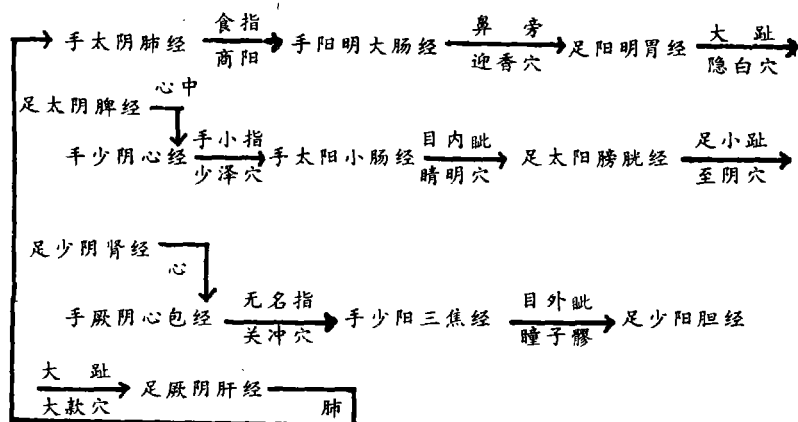 食指 鼻 旁 大 趾
手太阴肺经 手阳明大肠经 足阳明胃经
商阳 迎香穴 隐白穴
心中
足太阴脾经
手小指 目内眦 足小趾
手少阴心经 手太阳小肠经 足太阳膀胱经
少泽穴 睛明穴 至阴穴
足少阴肾经
心
无名指 目外眦
手厥阴心包经 手少阳三焦经 足少阳胆经
关冲穴 瞳子髎
大 趾
足厥阴肝经
大款穴 肺